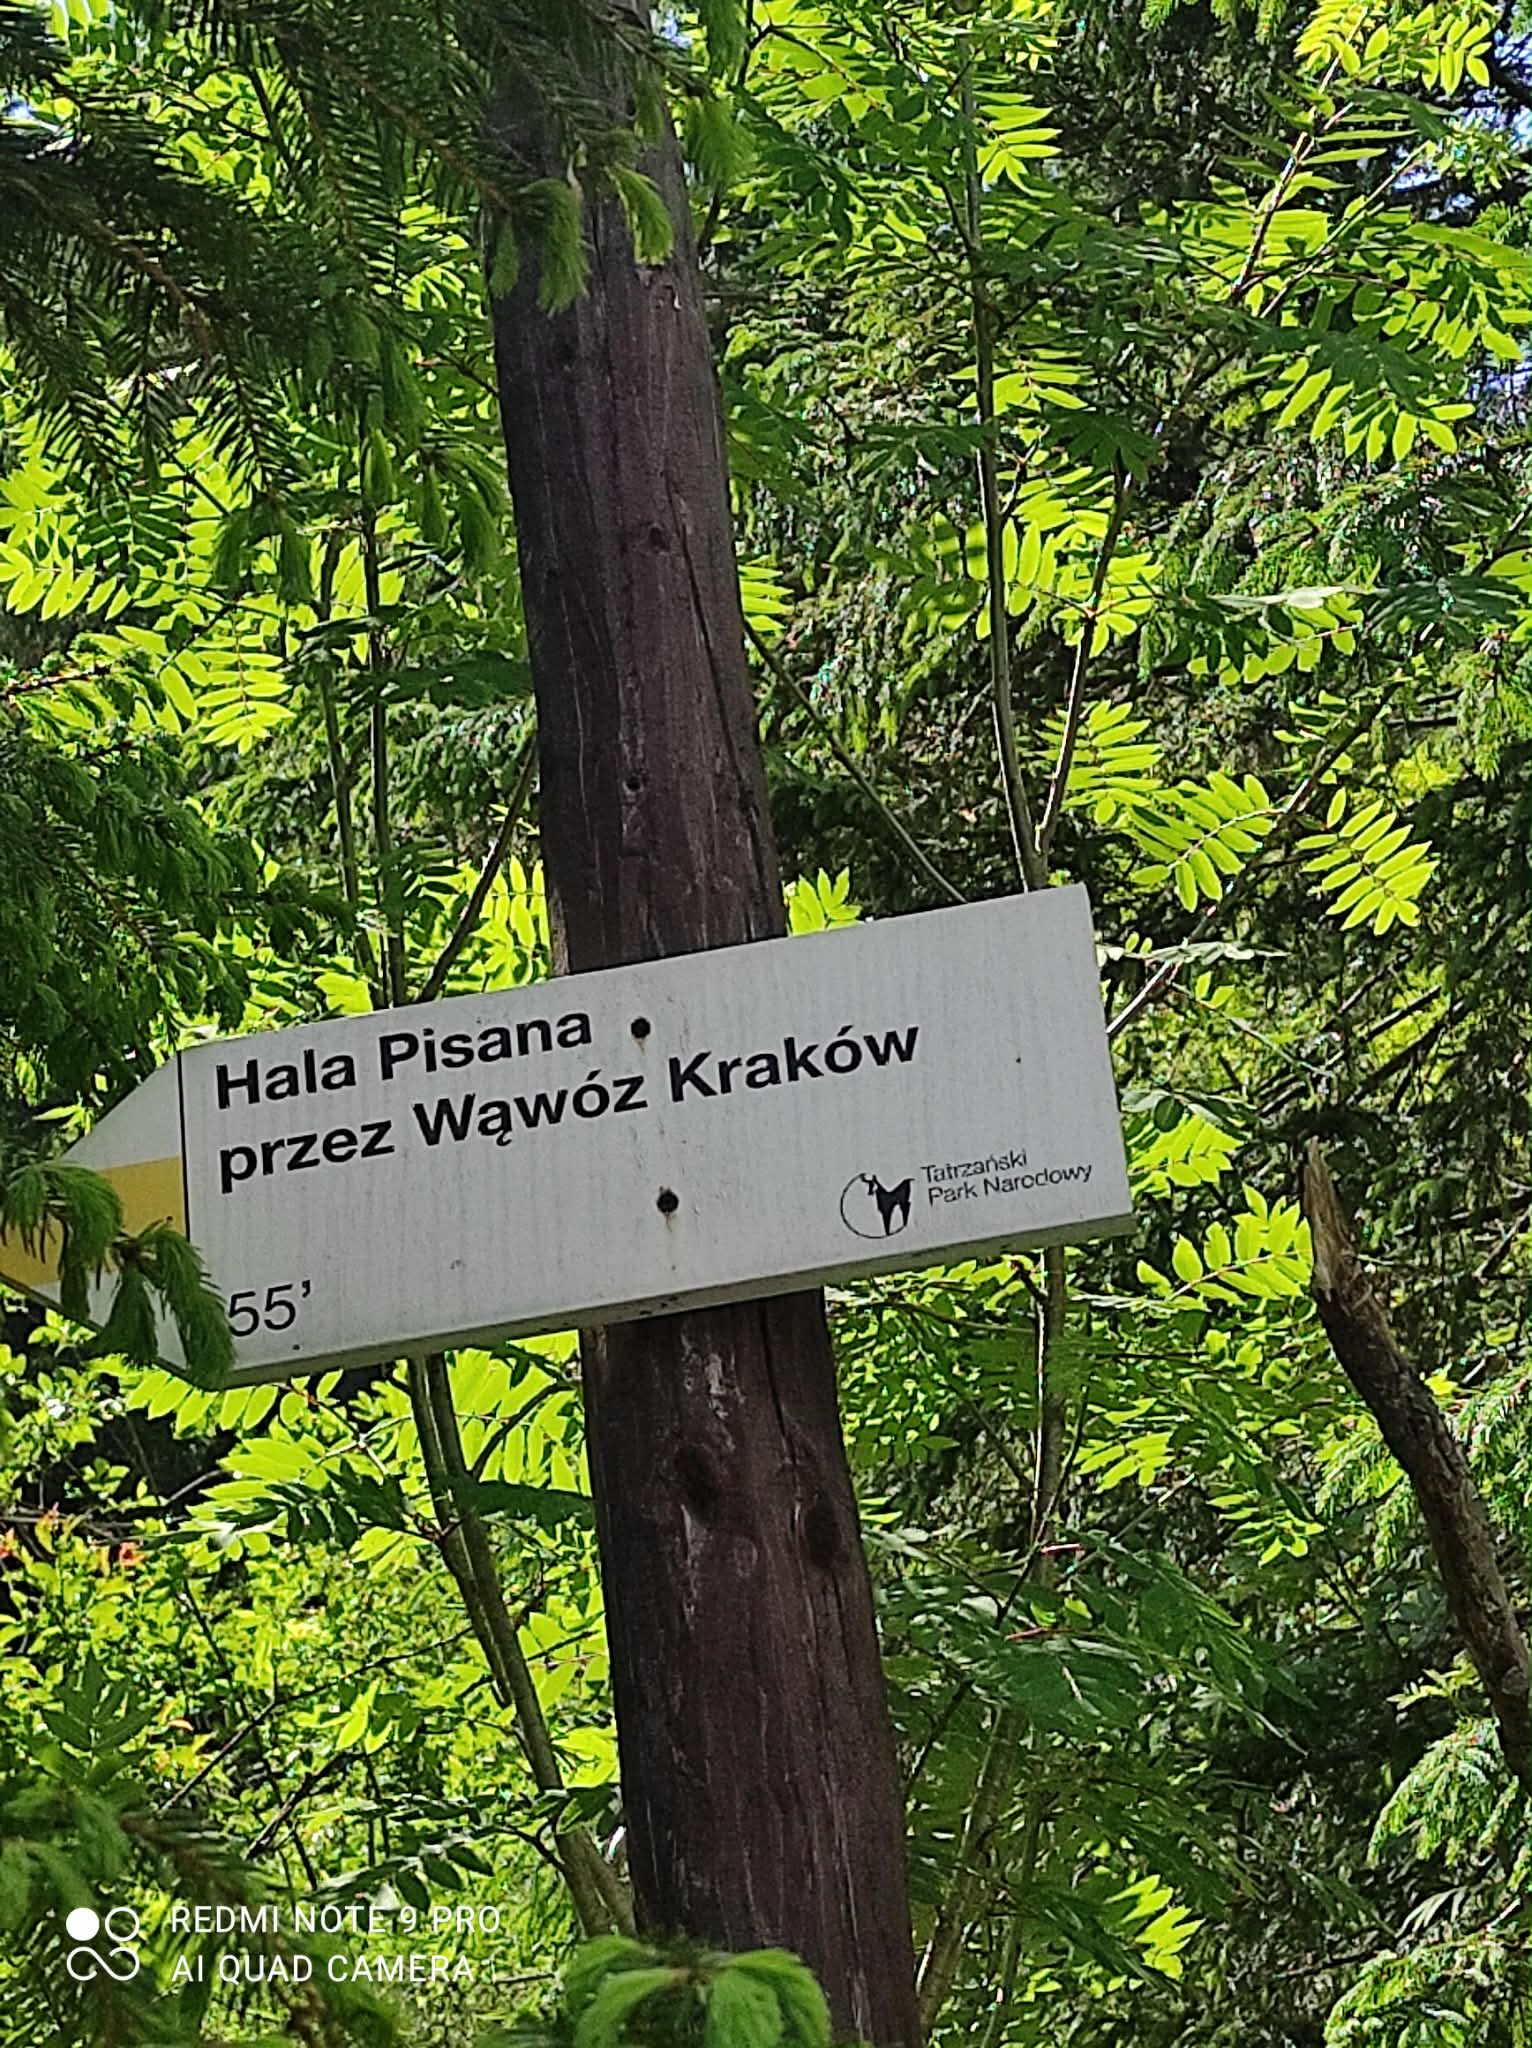 Hala Pisana
przez Wąwóz Kraków
Tatrzański
Park Narodowy
55’
REDMI NOTE 9 PRO
AI QUAD CAMERA